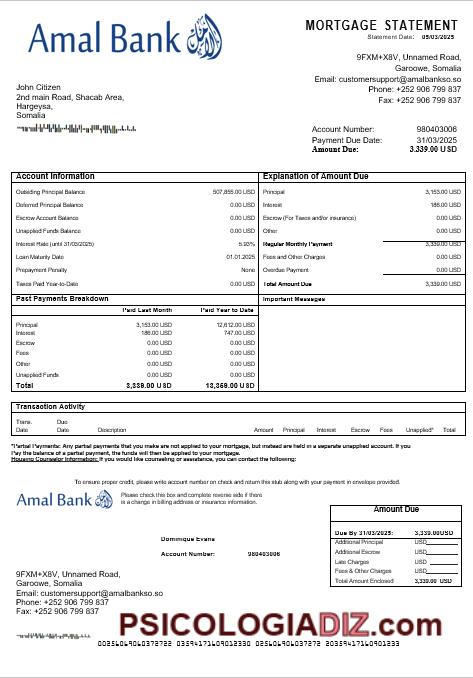 Amal Bank
MORTGAGE STATEMENT
Statement Date: 05/03/2025
9FXM+X8V, Unnamed Road,
Garoowe, Somalia
Email: customersupport@amalbankso.so
Phone: +252 906 799 837
Fax: +252 906 799 837
John Citizen
2nd main Road, Shacab Area,
Hargeysa,
Somalia
Account Number: 980403006
Payment Due Date: 31/03/2025
Amount Due: 3.339.00 USD
Account Information
Outsiding Principal Balance 507,855.00 USD
Deferred Principal Balance 0.00 USD
Escrow Account Balance 0.00 USD
Unapplied Funds Balance 0.00 USD
Interest Rate (until 31/03/2025) 5.93%
Loan Maturity Date 01.01.2025
Prepayment Penalty None
Taxes Paid Year-to-Date 0.00 USD
Explanation of Amount Due
Principal 3,153.00 USD
Interest 186.00 USD
Escrow (For Taxes and/or insurance) 0.00 USD
Other 0.00 USD
Regular Monthly Payment 3,339.00 USD
Fees and Other Charges 0.00 USD
Overdue Payment 0.00 USD
Total Amount Due 3,339.00 USD
Past Payments Breakdown
Paid Last Month Paid Year to Date
Principal 3,153.00 USD 12,612.00 USD
Interest 186.00 USD 747.00 USD
Escrow 0.00 USD 0.00 USD
Fees 0.00 USD 0.00 USD
Other 0.00 USD 0.00 USD
Unapplied Funds 0.00 USD 0.00 USD
Total 3,339.00 USD 13,359.00 USD
Important Messages
Transaction Activity
Trans. Date Due Date Description Amount Principal Interest Escrow Fees Unapplied* Total
*Partial Payments: Any partial payments that you make are not applied to your mortgage, but instead are held in a separate unapplied account. If you
Pay the balance of a partial payment, the funds will then be applied to your mortgage.
Housing Counselor Information: If you would like counseling or assistance, you can contact the following:
To ensure proper credit, please write account number on check and return this stub along with your payment in envelope provided.
Amal Bank
Please check this box and complete reverse side if there
is a change in billing address or insurance information.
Dominique Evans
Account Number: 980403006
Amount Due
Due By 31/03/2025: 3,339.00USD
Additional Principal USD
Additional Escrow USD
Late Charges USD
Fees & Other Charges USD
Total Amount Enclosed 3,339.00 USD
9FXM+X8V, Unnamed Road,
Garoowe, Somalia
Email: customersupport@amalbankso.so
Phone: +252 906 799 837
Fax: +252 906 799 837
PSICOLOGIADIZ.com